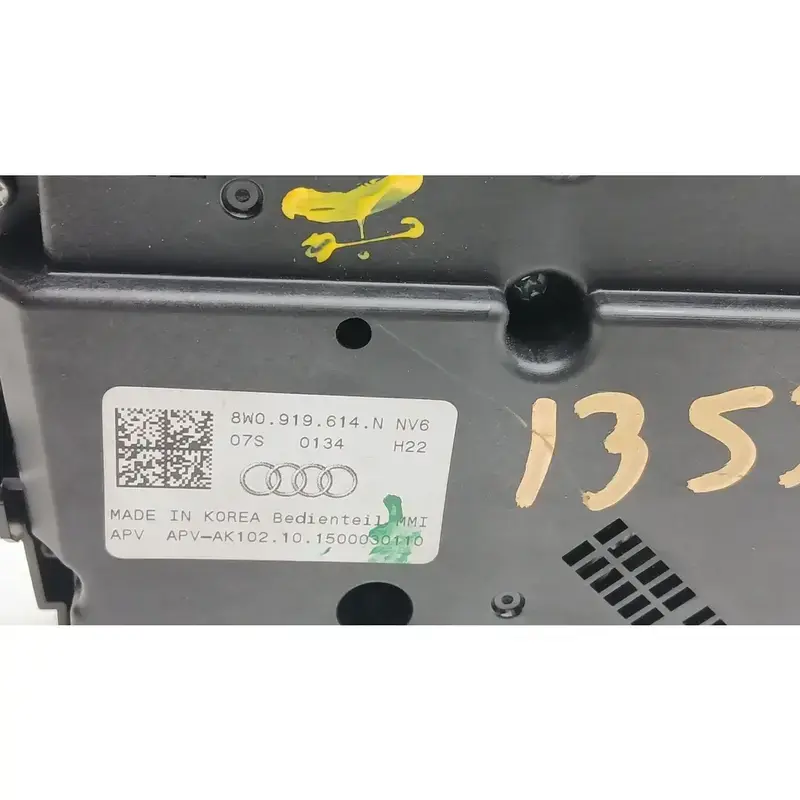 8W0.919.614.N NV6
07S 0134 H22
MADE IN KOREA Bedienteil MMI
APV APV-AK102.10.1500030110
135